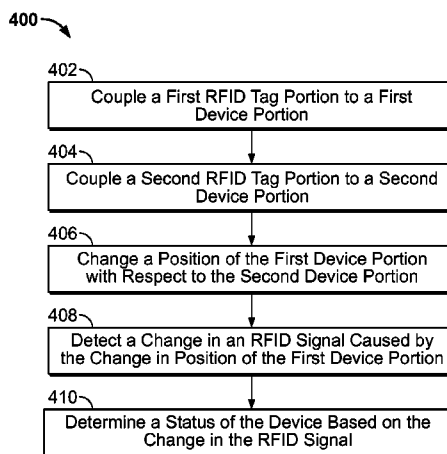 400
402
Couple a First RFID Tag Portion to a First
Device Portion
404
Couple a Second RFID Tag Portion to a Second
Device Portion
406
Change a Position of the First Device Portion
with Respect to the Second Device Portion
408
Detect a Change in an RFID Signal Caused by
the Change in Position of the First Device Portion
410
Determine a Status of the Device Based on the
Change in the RFID Signal